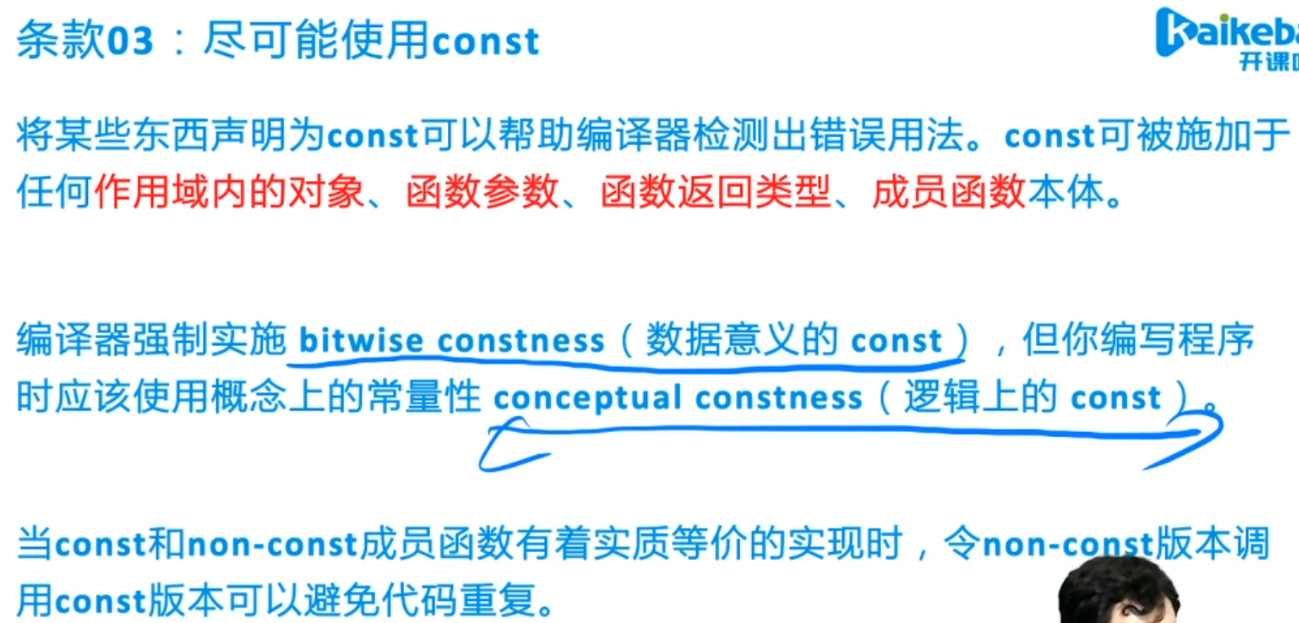 条款03：尽可能使用const
开课
将某些东西声明为const可以帮助编译器检测出错误用法。const可被施加于
任何作用域内的对象、函数参数、函数返回类型、成员函数本体。
编译器强制实施 bitwise constness（数据意义的 const），但你编写程序
时应该使用概念上的常量性 conceptual constness（逻辑上的 const）。
当const和non-const成员函数有着实质等价的实现时，令non-const版本调
用const版本可以避免代码重复。